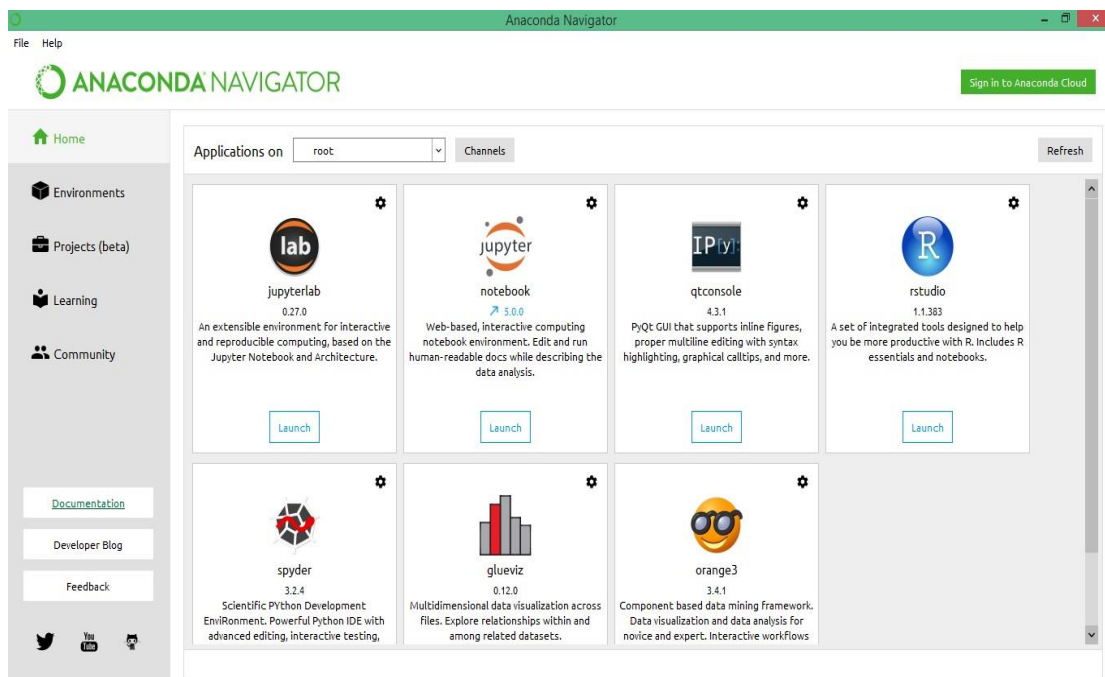 Anaconda Navigator
File Help
ANACONDA NAVIGATOR
Sign in to Anaconda Cloud
Home
Environments
Projects (beta)
Learning
Community
Documentation
Developer Blog
Feedback
You
Tube
Applications on root Channels Refresh
lab
jupyterlab
0.27.0
An extensible environment for interactive
and reproducible computing, based on the
Jupyter Notebook and Architecture.
Launch
jupyter
notebook
5.0.0
Web-based, interactive computing
notebook environment. Edit and run
human-readable docs while describing the
data analysis.
Launch
IP[y]:
qtconsole
4.3.1
PyQt GUI that supports inline figures,
proper multiline editing with syntax
highlighting, graphical calltips, and more.
Launch
R
rstudio
1.1.383
A set of integrated tools designed to help
you be more productive with R. Includes R
essentials and notebooks.
Launch
spyder
3.2.4
Scientific PYthon Development
EnviRonment. Powerful Python IDE with
advanced editing, interactive testing,
glueviz
0.12.0
Multidimensional data visualization across
files. Explore relationships within and
among related datasets.
orange3
3.4.1
Component based data mining framework.
Data visualization and data analysis for
novice and expert. Interactive workflows